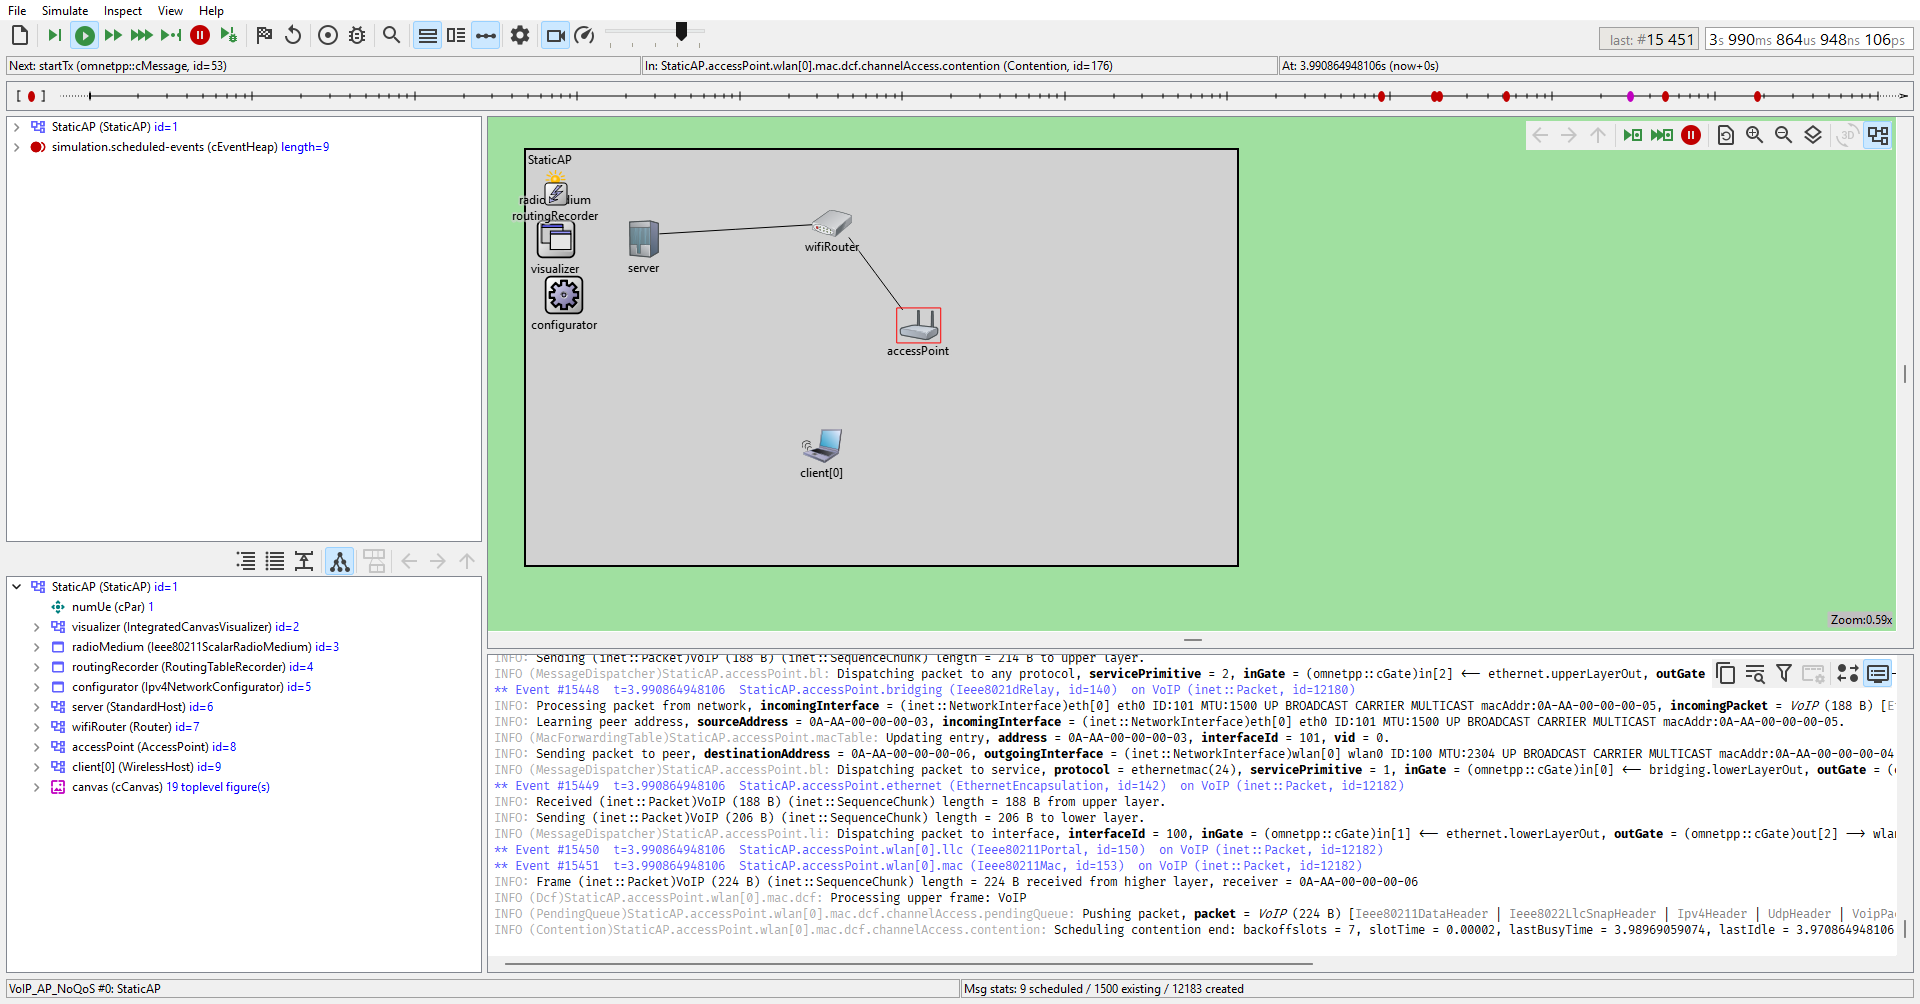 File Simulate Inspect View Help
last: #15 451
3s 990ms 864us 948ns 106ps
Next: startTx (omnetpp::cMessage, id=53)
In: StaticAP.accessPoint.wlan[0].mac.dcf.channelAccess.contention (Contention, id=176)
At: 3.990864948106s (now+0s)
StaticAP (StaticAP) id=1
simulation.scheduled-events (cEventHeap) length=9
3D
StaticAP
routingRecorder
visualizer
configurator
server
wifiRouter
accessPoint
client[0]
Zoom:0.59x
StaticAP (StaticAP) id=1
numUe (cPar) 1
visualizer (IntegratedCanvasVisualizer) id=2
radioMedium (Ieee80211ScalarRadioMedium) id=3
routingRecorder (RoutingTableRecorder) id=4
configurator (Ipv4NetworkConfigurator) id=5
server (StandardHost) id=6
wifiRouter (Router) id=7
accessPoint (AccessPoint) id=8
client[0] (WirelessHost) id=9
canvas (cCanvas) 19 toplevel figure(s)
INFO: Sending (inet::Packet)VoIP (188 B) (inet::SequenceChunk) length = 214 B to upper layer.
INFO (MessageDispatcher)StaticAP.accessPoint.bl: Dispatching packet to any protocol, servicePrimitive = 2, inGate = (omnetpp::cGate)in[2] <-- ethernet.upperLayerOut, outGate
** Event #15448 t=3.990864948106 StaticAP.accessPoint.bridging (Ieee8021dRelay, id=140) on VoIP (inet::Packet, id=12180)
INFO: Processing packet from network, incomingInterface = (inet::NetworkInterface)eth[0] eth0 ID:101 MTU:1500 UP BROADCAST CARRIER MULTICAST macAddr:0A-AA-00-00-00-05, incomingPacket = VoIP (188 B) [E
INFO: Learning peer address, sourceAddress = 0A-AA-00-00-00-03, incomingInterface = (inet::NetworkInterface)eth[0] eth0 ID:101 MTU:1500 UP BROADCAST CARRIER MULTICAST macAddr:0A-AA-00-00-00-05.
INFO (MacForwardingTable)StaticAP.accessPoint.macTable: Updating entry, address = 0A-AA-00-00-00-03, interfaceId = 101, vid = 0.
INFO: Sending packet to peer, destinationAddress = 0A-AA-00-00-00-06, outgoingInterface = (inet::NetworkInterface)wlan[0] wlan0 ID:100 MTU:2304 UP BROADCAST CARRIER MULTICAST macAddr:0A-AA-00-00-00-04
INFO (MessageDispatcher)StaticAP.accessPoint.bl: Dispatching packet to service, protocol = ethernetmac(24), servicePrimitive = 1, inGate = (omnetpp::cGate)in[0] <-- bridging.lowerLayerOut, outGate = (
** Event #15449 t=3.990864948106 StaticAP.accessPoint.ethernet (EthernetEncapsulation, id=142) on VoIP (inet::Packet, id=12182)
INFO: Received (inet::Packet)VoIP (188 B) (inet::SequenceChunk) length = 188 B from upper layer.
INFO: Sending (inet::Packet)VoIP (206 B) (inet::SequenceChunk) length = 206 B to lower layer.
INFO (MessageDispatcher)StaticAP.accessPoint.li: Dispatching packet to interface, interfaceId = 100, inGate = (omnetpp::cGate)in[1] <-- ethernet.lowerLayerOut, outGate = (omnetpp::cGate)out[2] --> wlan
** Event #15450 t=3.990864948106 StaticAP.accessPoint.wlan[0].llc (Ieee80211Portal, id=150) on VoIP (inet::Packet, id=12182)
** Event #15451 t=3.990864948106 StaticAP.accessPoint.wlan[0].mac (Ieee80211Mac, id=153) on VoIP (inet::Packet, id=12182)
INFO: Frame (inet::Packet)VoIP (224 B) (inet::SequenceChunk) length = 224 B received from higher layer, receiver = 0A-AA-00-00-00-06
INFO (Dcf)StaticAP.accessPoint.wlan[0].mac.dcf: Processing upper frame: VoIP
INFO (PendingQueue)StaticAP.accessPoint.wlan[0].mac.dcf.channelAccess.pendingQueue: Pushing packet, packet = VoIP (224 B) [Ieee80211DataHeader | Ieee8022LlcSnapHeader | Ipv4Header | UdpHeader | VoipPa
INFO (Contention)StaticAP.accessPoint.wlan[0].mac.dcf.channelAccess.contention: Scheduling contention end: backoffslots = 7, slotTime = 0.00002, lastBusyTime = 3.98969059074, lastIdle = 3.970864948106
VoIP_AP_NoQoS #0: StaticAP
Msg stats: 9 scheduled / 1500 existing / 12183 created